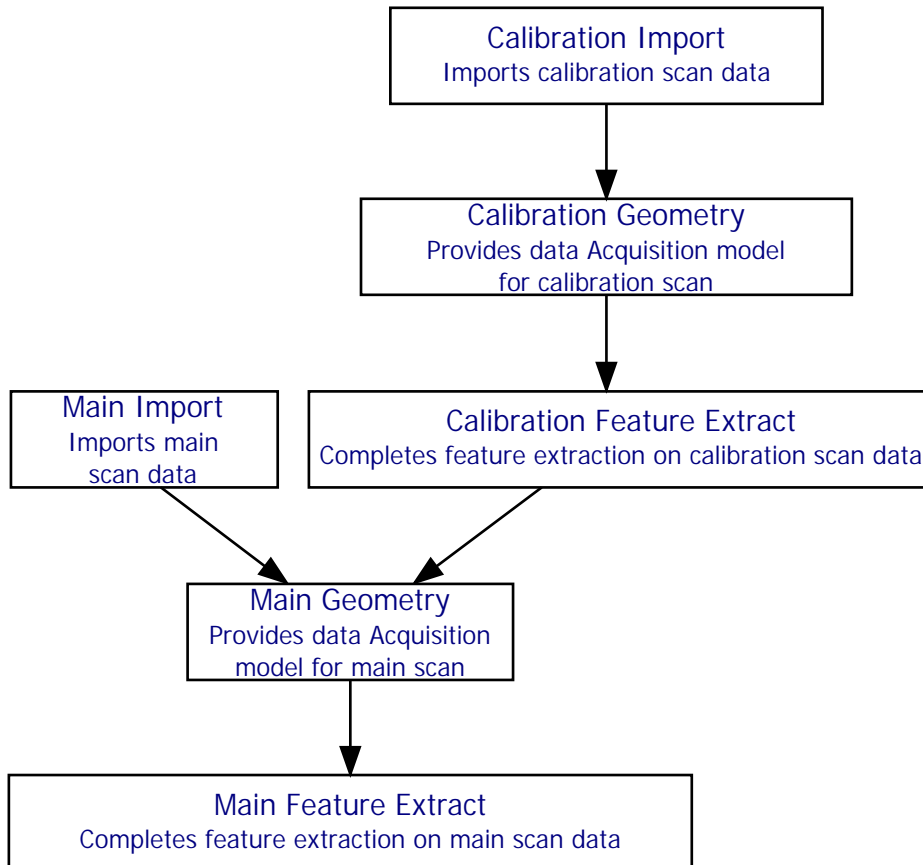 Calibration Import
Imports calibration scan data
Calibration Geometry
Provides data Acquisition model
for calibration scan
Main Import
Imports main
scan data
Calibration Feature Extract
Completes feature extraction on calibration scan data
Main Geometry
Provides data Acquisition
model for main scan
Main Feature Extract
Completes feature extraction on main scan data